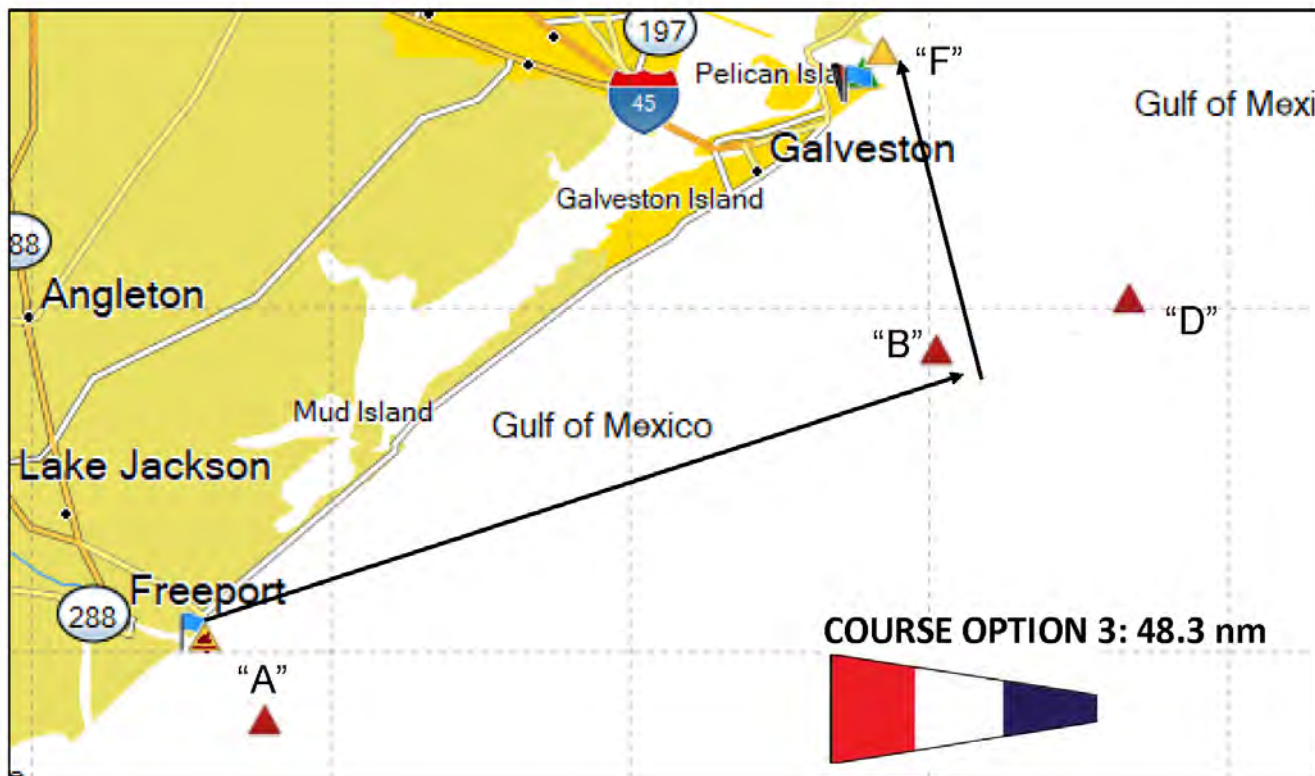 197
"F"
Pelican Isla
Gulf of Mexi
45
Galveston
Galveston Island
88
Angleton
"D"
"B"
Mud Island
Gulf of Mexico
Lake Jackson
Freeport
288
COURSE OPTION 3: 48.3 nm
"A"